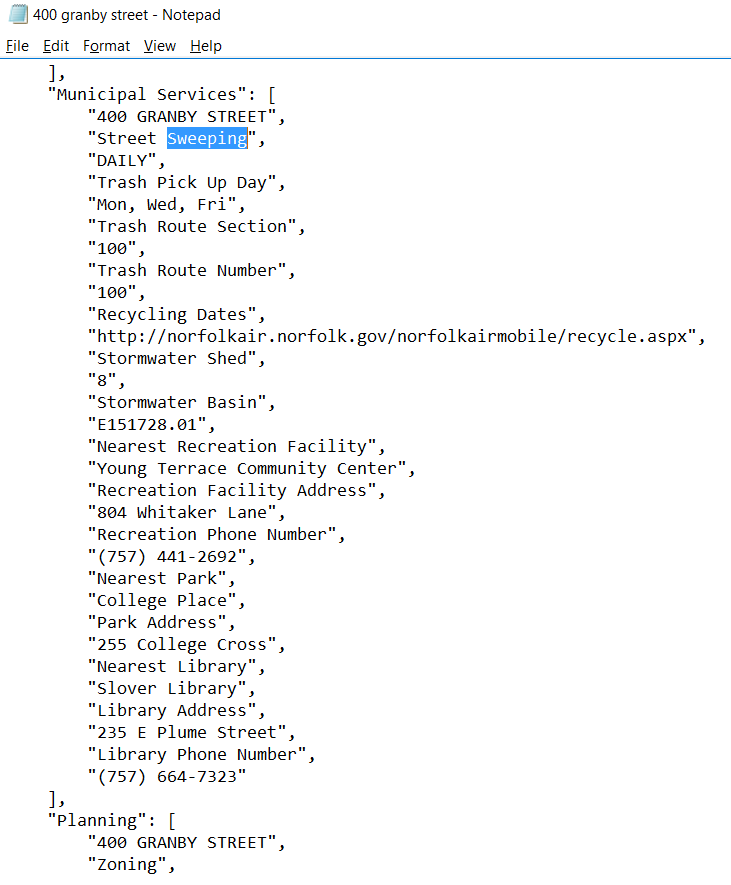 400 granby street - Notepad
File Edit Format View Help
],
"Municipal Services": [
"400 GRANBY STREET",
"Street Sweeping",
"DAILY",
"Trash Pick Up Day",
"Mon, Wed, Fri",
"Trash Route Section",
"100",
"Trash Route Number",
"100",
"Recycling Dates",
"http://norfolkair.norfolk.gov/norfolkairmobile/recycle.aspx",
"Stormwater Shed",
"8",
"Stormwater Basin",
"E151728.01",
"Nearest Recreation Facility",
"Young Terrace Community Center",
"Recreation Facility Address",
"804 Whitaker Lane",
"Recreation Phone Number",
"(757) 441-2692",
"Nearest Park",
"College Place",
"Park Address",
"255 College Cross",
"Nearest Library",
"Slover Library",
"Library Address",
"235 E Plume Street",
"Library Phone Number",
"(757) 664-7323"
],
"Planning": [
"400 GRANBY STREET",
"Zoning",